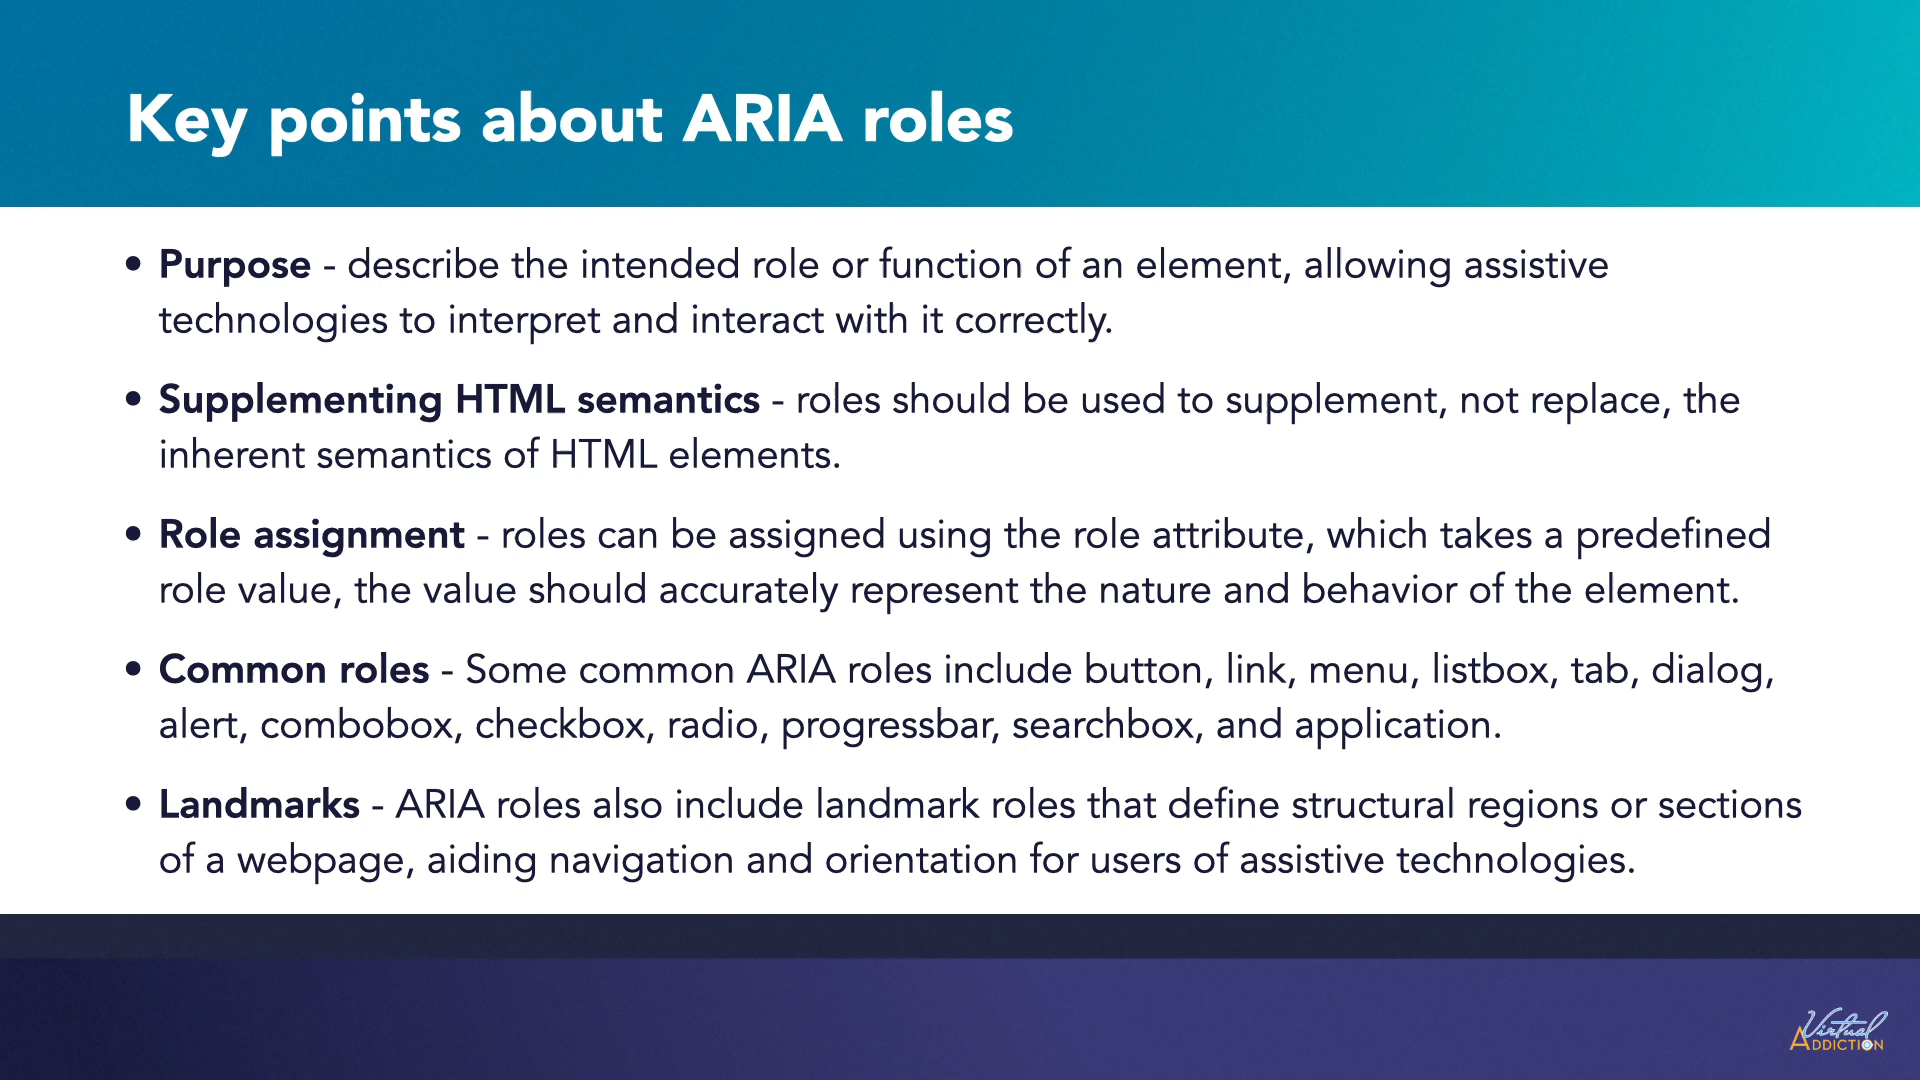 Key points about ARIA roles
• Purpose - describe the intended role or function of an element, allowing assistive
technologies to interpret and interact with it correctly.
• Supplementing HTML semantics - roles should be used to supplement, not replace, the
inherent semantics of HTML elements.
• Role assignment - roles can be assigned using the role attribute, which takes a predefined
role value, the value should accurately represent the nature and behavior of the element.
• Common roles - Some common ARIA roles include button, link, menu, listbox, tab, dialog,
alert, combobox, checkbox, radio, progressbar, searchbox, and application.
• Landmarks - ARIA roles also include landmark roles that define structural regions or sections
of a webpage, aiding navigation and orientation for users of assistive technologies.
Virtual
ADDICTION